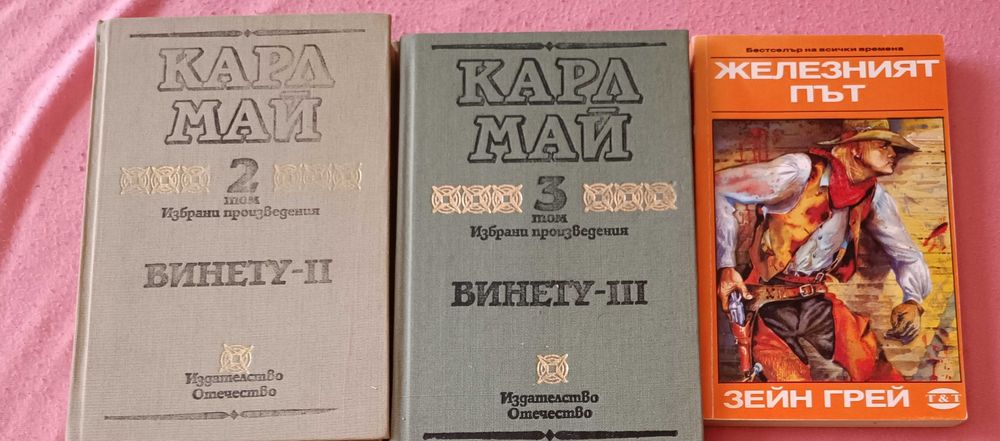 КАРЛ
МАЙ
2
том
Избрани произведения
ВИНЕТУ-II
Издателство
Отечество
КАРЛ
МАЙ
3
том
Избрани произведения
ВИНЕТУ-III
Издателство
Отечество
Бестселър на всички времена
ЖЕЛЕЗНИЯТ
ПЪТ
ЗЕЙН ГРЕЙ
T&T